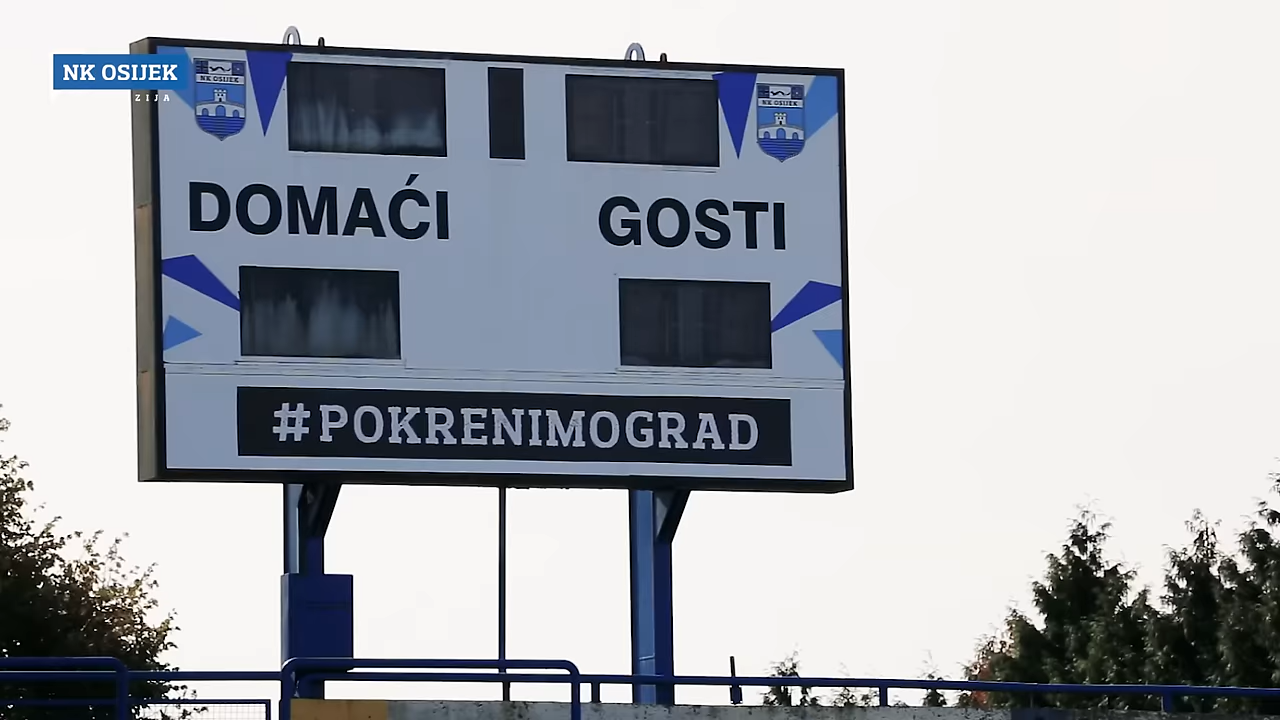 NK OSIJEK
ZIJA
NK OSIJEK
NK OSIJEK
DOMAĆI
GOSTI
#POKRENIMOGRAD